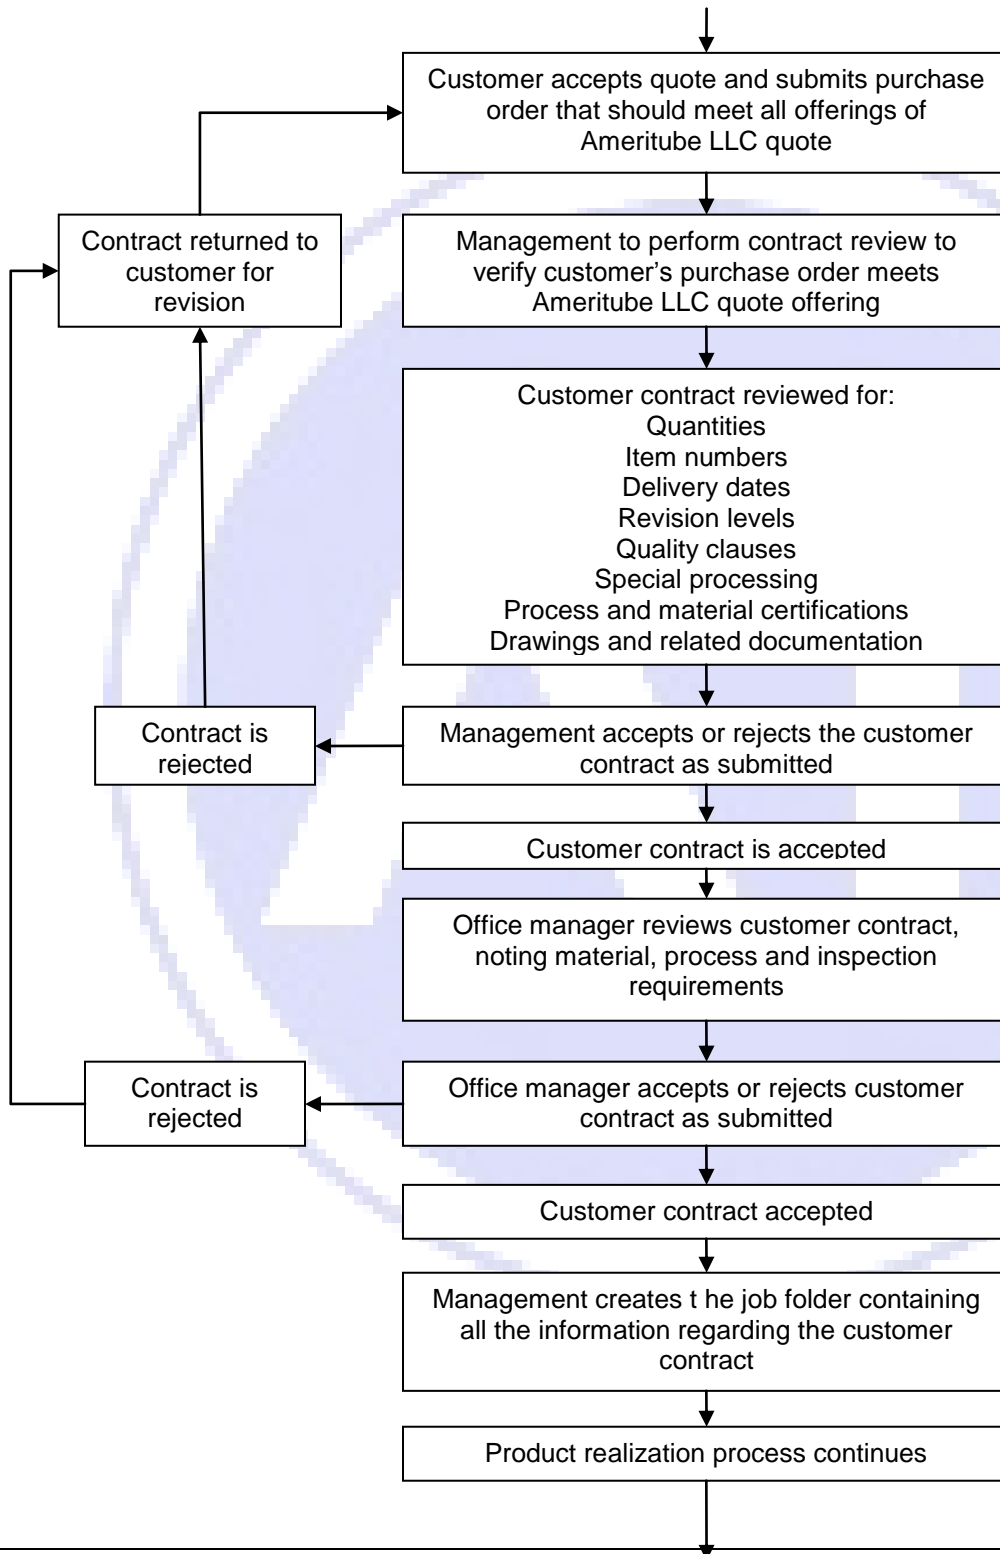 Customer accepts quote and submits purchase
order that should meet all offerings of
Ameritube LLC quote
Contract returned to
customer for
revision
Management to perform contract review to
verify customer's purchase order meets
Ameritube LLC quote offering
Customer contract reviewed for:
Quantities
Item numbers
Delivery dates
Revision levels
Quality clauses
Special processing
Process and material certifications
Drawings and related documentation
Contract is
rejected
Management accepts or rejects the customer
contract as submitted
Customer contract is accepted
Office manager reviews customer contract,
noting material, process and inspection
requirements
Contract is
rejected
Office manager accepts or rejects customer
contract as submitted
Customer contract accepted
Management creates t he job folder containing
all the information regarding the customer
contract
Product realization process continues